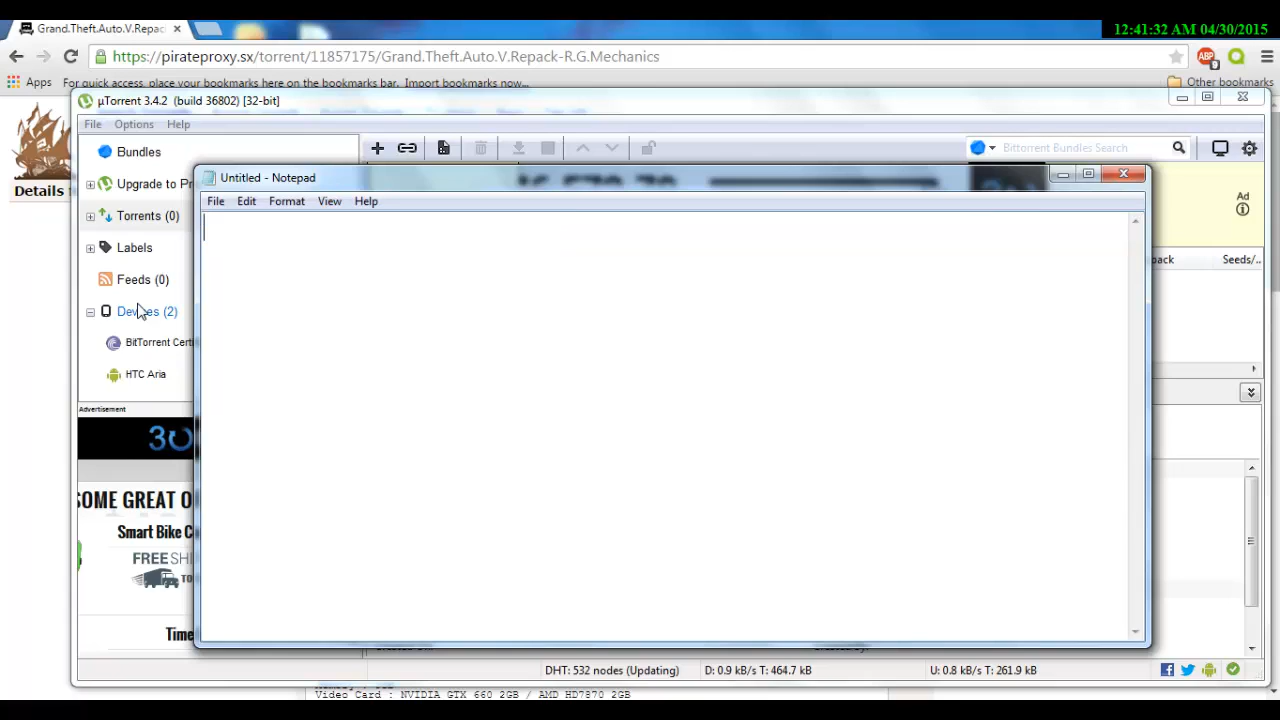 Grand.Theft.Auto.V.Repac
12:41:32 AM 04/30/2015
https://pirateproxy.sx/torrent/11857175/Grand.Theft.Auto.V.Repack-R.G.Mechanics
ABP
Apps For quick access, place your bookmarks here on the bookmarks bar. Import bookmarks now... Other bookmarks
µTorrent 3.4.2 (build 36802) [32-bit]
File Options Help
Bundles
Bittorrent Bundles Search
Details
Untitled - Notepad
Upgrade to Pr
File Edit Format View Help
Ad
Torrents (0)
Labels
Seeds/..
Feeds (0)
Devices (2)
BitTorrent Certi
HTC Aria
Advertisement
SOME GREAT O
Smart Bike C
FREE SHI
TO
Time
DHT: 532 nodes (Updating) D: 0.9 kB/s T: 464.7 kB U: 0.8 kB/s T: 261.9 kB
Video Card : NVIDIA GTX 660 2GB / AMD HD7870 2GB